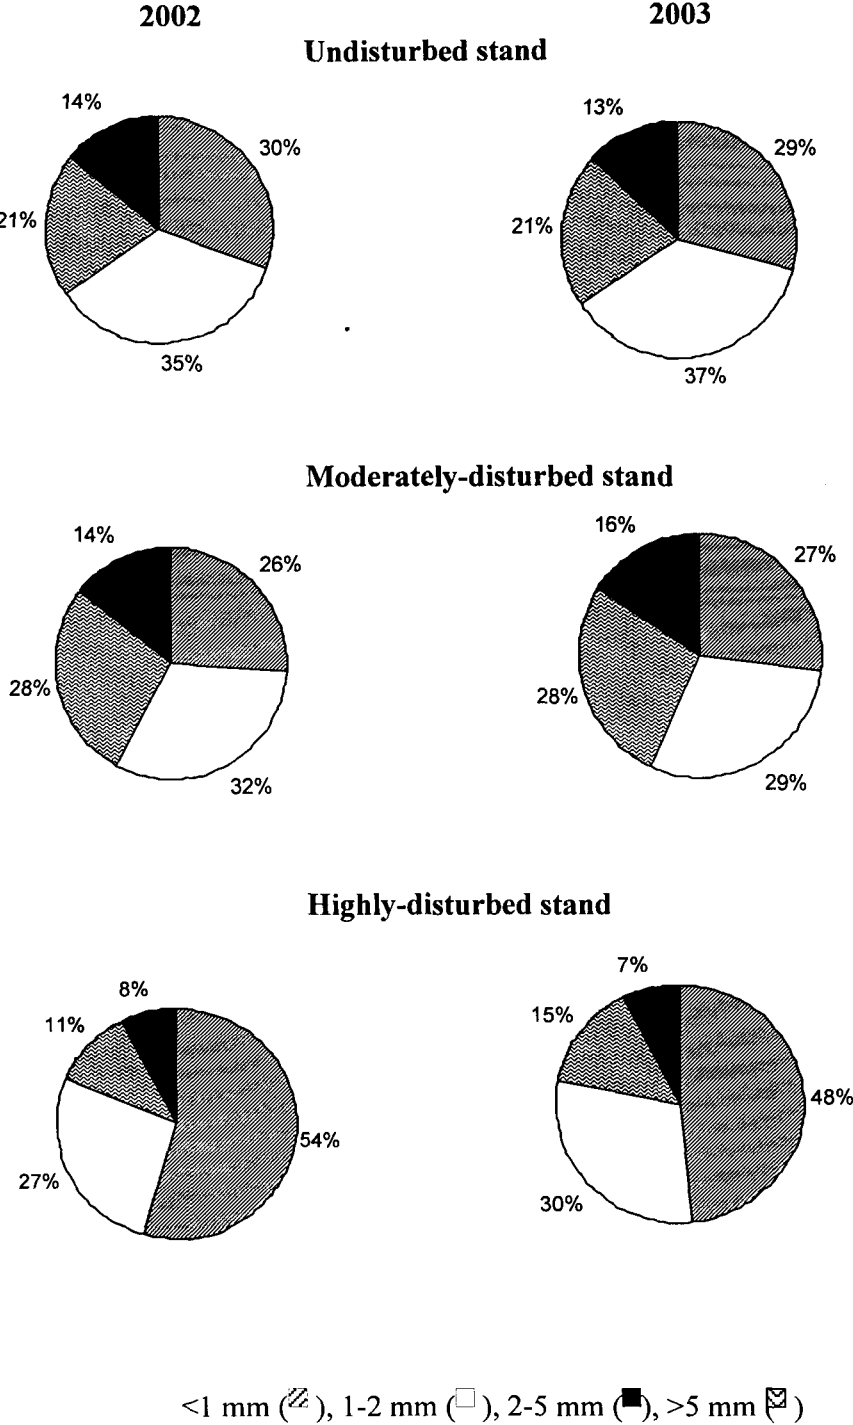 2002 2003
Undisturbed stand
14% 30% 13% 29%
21% 21%
35% 37%
Moderately-disturbed stand
14% 26% 16% 27%
28% 28%
32% 29%
Highly-disturbed stand
8% 7%
11% 15%
54% 48%
27% 30%
<1 mm ( ), 1-2 mm ( ), 2-5 mm ( ), >5 mm ( )